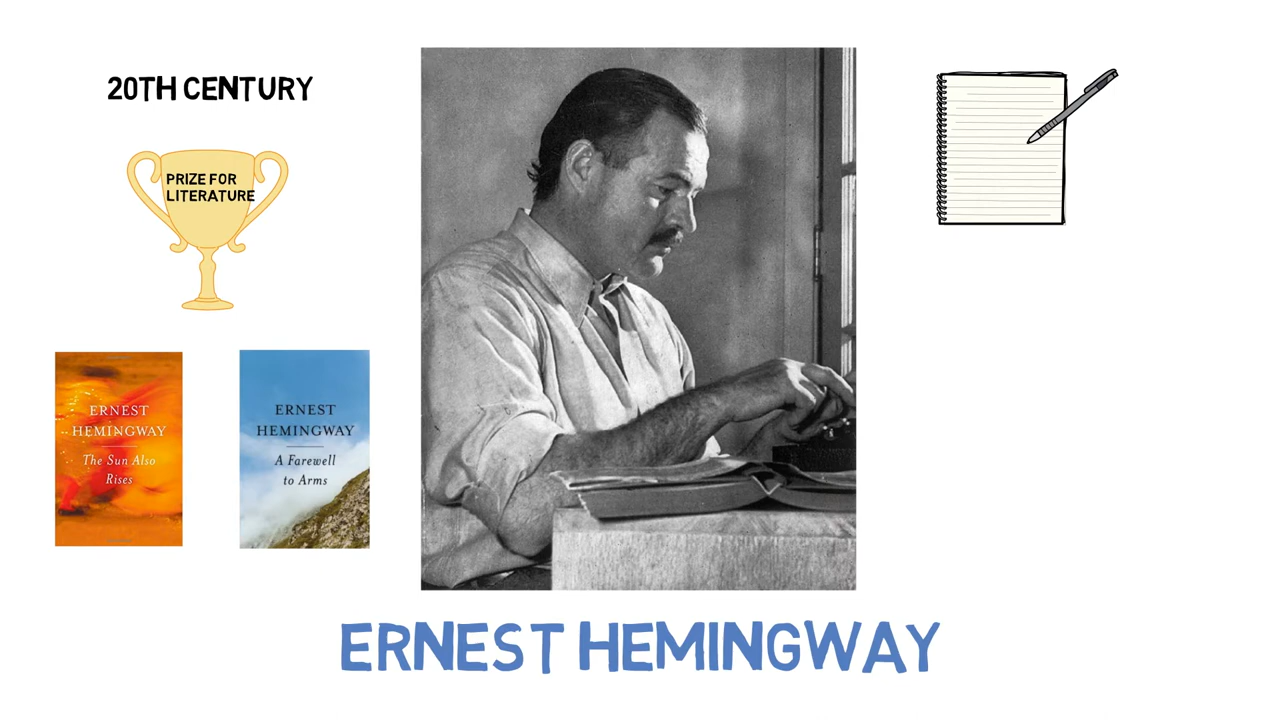 20TH CENTURY
PRIZE FOR
LITERATURE
ERNEST
HEMINGWAY
The Sun Also
Rises
ERNEST
HEMINGWAY
A Farewell
to Arms
ERNEST HEMINGWAY